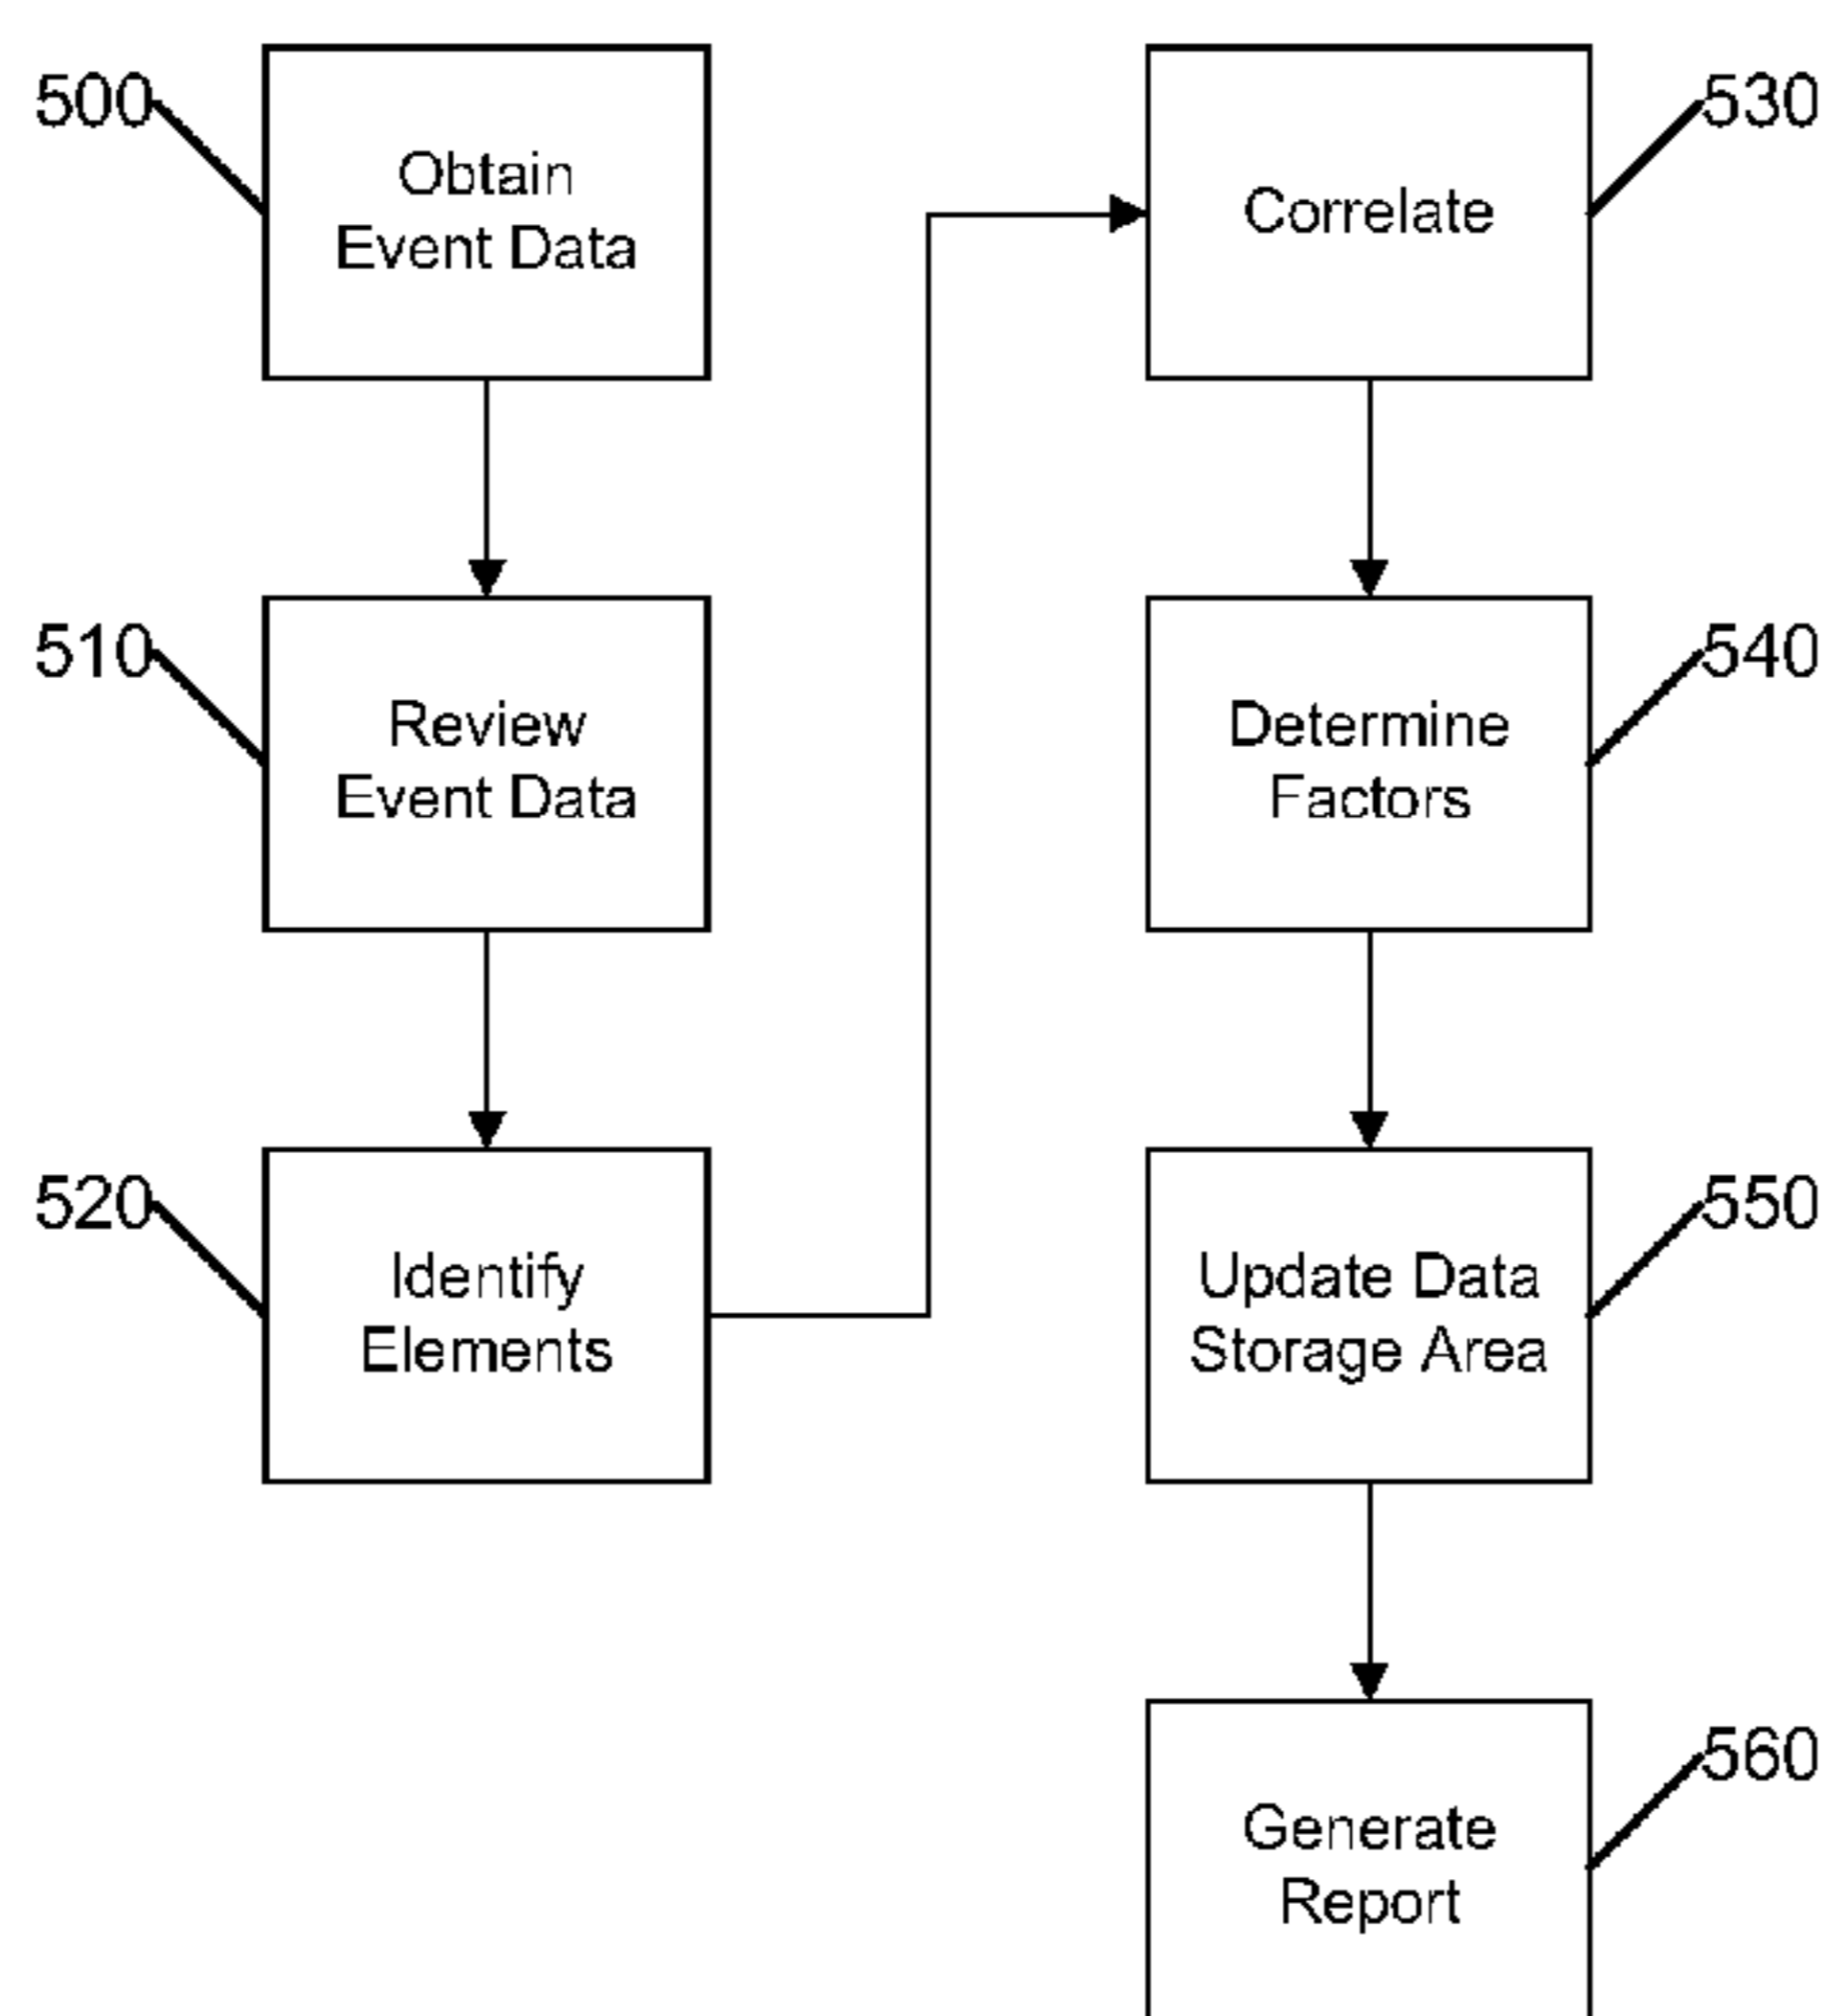 500
Obtain
Event Data
510
Review
Event Data
520
Identify
Elements
530
Correlate
540
Determine
Factors
550
Update Data
Storage Area
560
Generate
Report